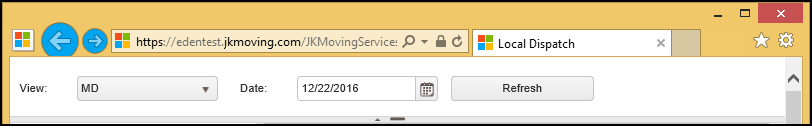 https://edentest.jkmoving.com/JKMovingServices
Local Dispatch
View: MD Date: 12/22/2016 Refresh